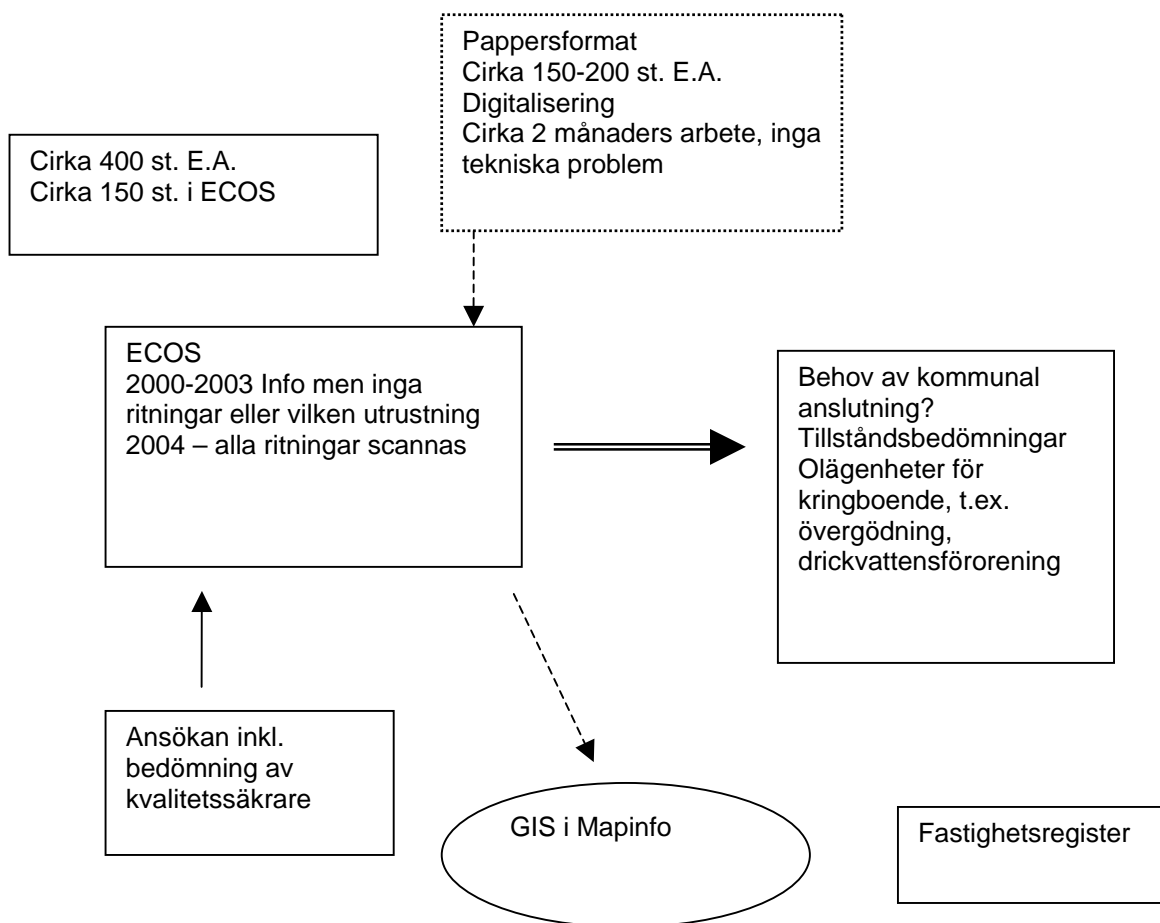 Pappersformat
Cirka 150-200 st. E.A.
Digitalisering
Cirka 2 månaders arbete, inga
tekniska problem
Cirka 400 st. E.A.
Cirka 150 st. i ECOS
ECOS
2000-2003 Info men inga
ritningar eller vilken utrustning
2004 – alla ritningar scannas
Behov av kommunal
anslutning?
Tillståndsbedömningar
Olägenheter för
kringboende, t.ex.
övergödning,
drickvattensförorening
Ansökan inkl.
bedömning av
kvalitetssäkrare
GIS i Mapinfo
Fastighetsregister